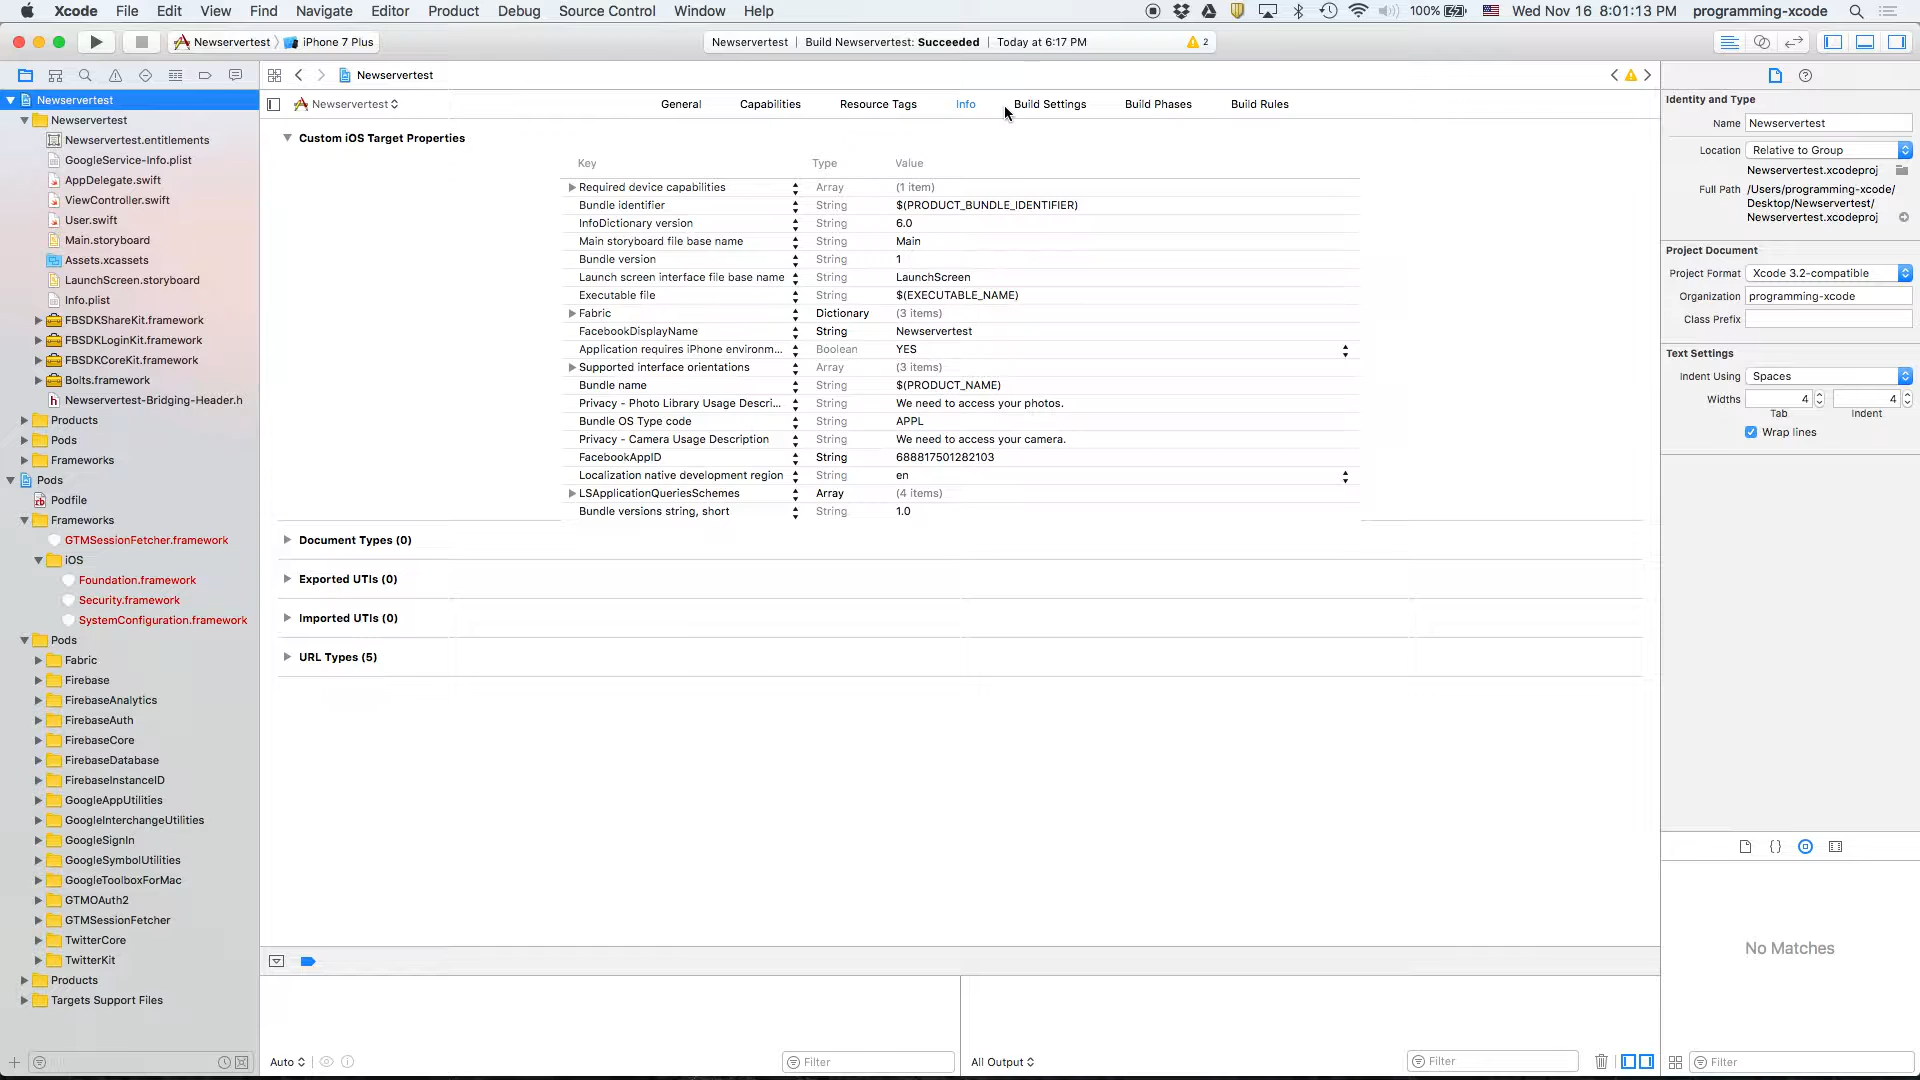 Xcode File Edit View Find Navigate Editor Product Debug Source Control Window Help 100% Wed Nov 16 8:01:13 PM programming-xcode
Newservertest iPhone 7 Plus Newservertest | Build Newservertest: Succeeded | Today at 6:17 PM 2
Newservertest
Newservertest General Capabilities Resource Tags Info Build Settings Build Phases Build Rules
Newservertest
Newservertest
Newservertest.entitlements
GoogleService-Info.plist
AppDelegate.swift
ViewController.swift
User.swift
Main.storyboard
Assets.xcassets
LaunchScreen.storyboard
Info.plist
FBSDKShareKit.framework
FBSDKLoginKit.framework
FBSDKCoreKit.framework
Bolts.framework
h Newservertest-Bridging-Header.h
Products
Pods
Frameworks
Pods
rb Podfile
Frameworks
GTMSessionFetcher.framework
iOS
Foundation.framework
Security.framework
SystemConfiguration.framework
Pods
Fabric
Firebase
FirebaseAnalytics
FirebaseAuth
FirebaseCore
FirebaseDatabase
FirebaseInstanceID
GoogleAppUtilities
GoogleInterchangeUtilities
GoogleSignIn
GoogleSymbolUtilities
GoogleToolboxForMac
GTMOAuth2
GTMSessionFetcher
TwitterCore
TwitterKit
Products
Targets Support Files
Custom iOS Target Properties
Key Type Value
Required device capabilities Array (1 item)
Bundle identifier String $(PRODUCT_BUNDLE_IDENTIFIER)
InfoDictionary version String 6.0
Main storyboard file base name String Main
Bundle version String 1
Launch screen interface file base name String LaunchScreen
Executable file String $(EXECUTABLE_NAME)
Fabric Dictionary (3 items)
FacebookDisplayName String Newservertest
Application requires iPhone environm... Boolean YES
Supported interface orientations Array (3 items)
Bundle name String $(PRODUCT_NAME)
Privacy - Photo Library Usage Descri... String We need to access your photos.
Bundle OS Type code String APPL
Privacy - Camera Usage Description String We need to access your camera.
FacebookAppID String 688817501282103
Localization native development region String en
LSApplicationQueriesSchemes Array (4 items)
Bundle versions string, short String 1.0
Document Types (0)
Exported UTIs (0)
Imported UTIs (0)
URL Types (5)
Auto Filter All Output Filter
Identity and Type
Name Newservertest
Location Relative to Group
Newservertest.xcodeproj
Full Path /Users/programming-xcode/
Desktop/Newservertest/
Newservertest.xcodeproj
Project Document
Project Format Xcode 3.2-compatible
Organization programming-xcode
Class Prefix
Text Settings
Indent Using Spaces
Widths 4 4
Tab Indent
Wrap lines
{}
No Matches
Filter